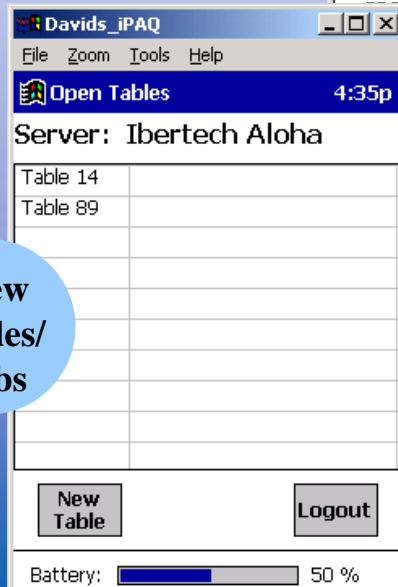 Davids_iPAQ
File Zoom Tools Help
Open Tables 4:35p
Server: Ibertech Aloha
Table 14
Table 89
New
Table
Logout
Battery: 50 %